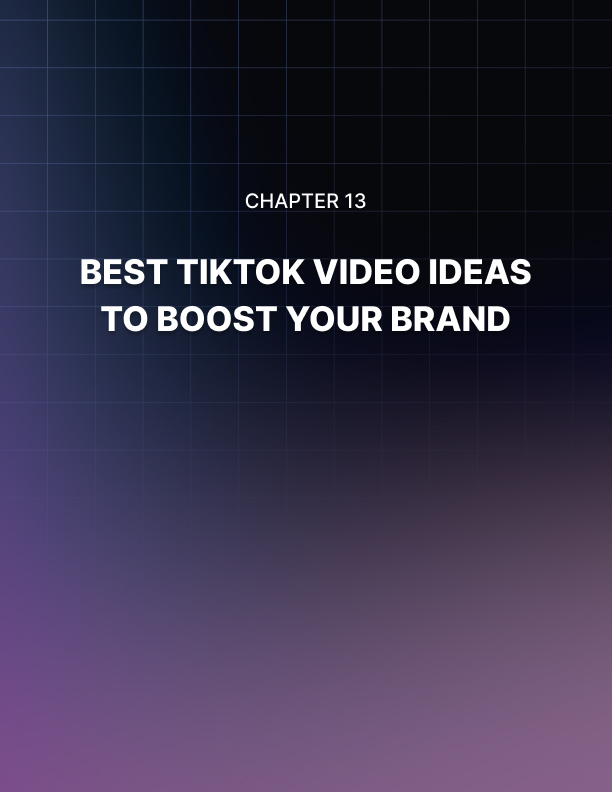 CHAPTER 13
BEST TIKTOK VIDEO IDEAS
TO BOOST YOUR BRAND